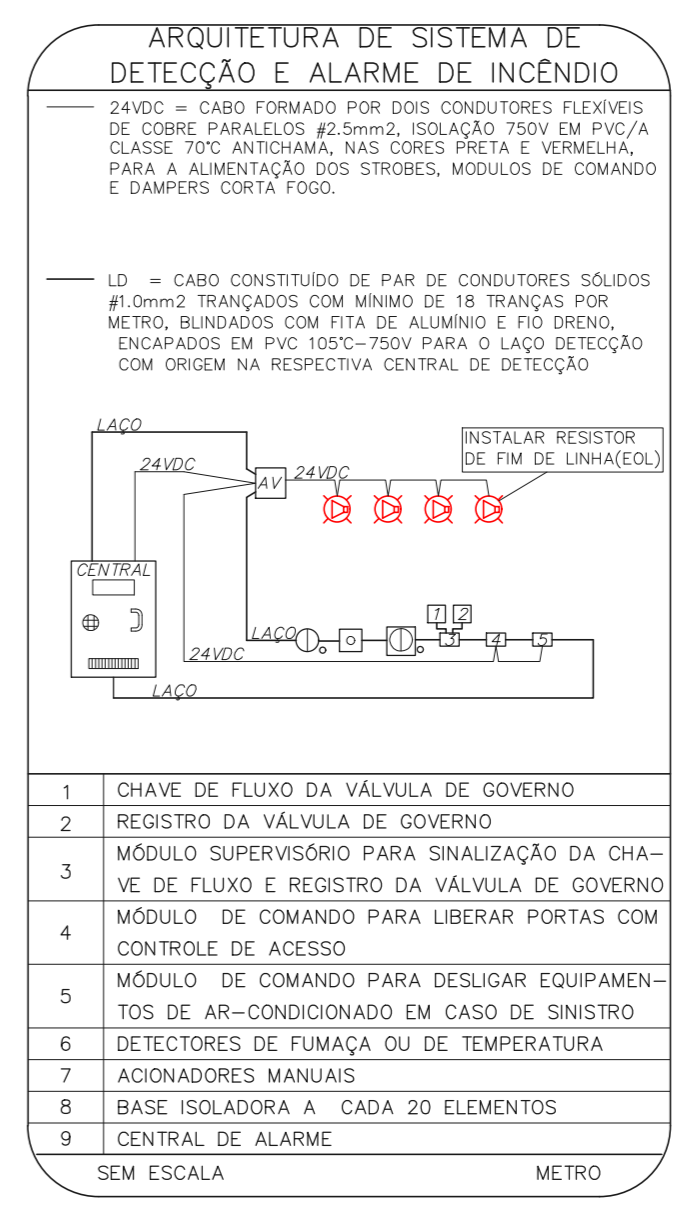 ARQUITETURA DE SISTEMA DE
DETECÇÃO E ALARME DE INCÊNDIO
24VDC = CABO FORMADO POR DOIS CONDUTORES FLEXÍVEIS
DE COBRE PARALELOS #2.5mm2, ISOLAÇÃO 750V EM PVC/A
CLASSE 70°C ANTICHAMA, NAS CORES PRETA E VERMELHA,
PARA A ALIMENTAÇÃO DOS STROBES, MODULOS DE COMANDO
E DAMPERS CORTA FOGO.
LD = CABO CONSTITUÍDO DE PAR DE CONDUTORES SÓLIDOS
#1.0mm2 TRANÇADOS COM MÍNIMO DE 18 TRANÇAS POR
METRO, BLINDADOS COM FITA DE ALUMÍNIO E FIO DRENO,
ENCAPADOS EM PVC 105°C-750V PARA O LAÇO DETECÇÃO
COM ORIGEM NA RESPECTIVA CENTRAL DE DETECÇÃO
LAÇO
INSTALAR RESISTOR
DE FIM DE LINHA(EOL)
24VDC
AV
24VDC
CENTRAL
1 2
LAÇO
3 4 5
24VDC
LAÇO
1 CHAVE DE FLUXO DA VÁLVULA DE GOVERNO
2 REGISTRO DA VÁLVULA DE GOVERNO
3 MÓDULO SUPERVISÓRIO PARA SINALIZAÇÃO DA CHA-
VE DE FLUXO E REGISTRO DA VÁLVULA DE GOVERNO
4 MÓDULO DE COMANDO PARA LIBERAR PORTAS COM
CONTROLE DE ACESSO
5 MÓDULO DE COMANDO PARA DESLIGAR EQUIPAMEN-
TOS DE AR-CONDICIONADO EM CASO DE SINISTRO
6 DETECTORES DE FUMAÇA OU DE TEMPERATURA
7 ACIONADORES MANUAIS
8 BASE ISOLADORA A CADA 20 ELEMENTOS
9 CENTRAL DE ALARME
SEM ESCALA METRO